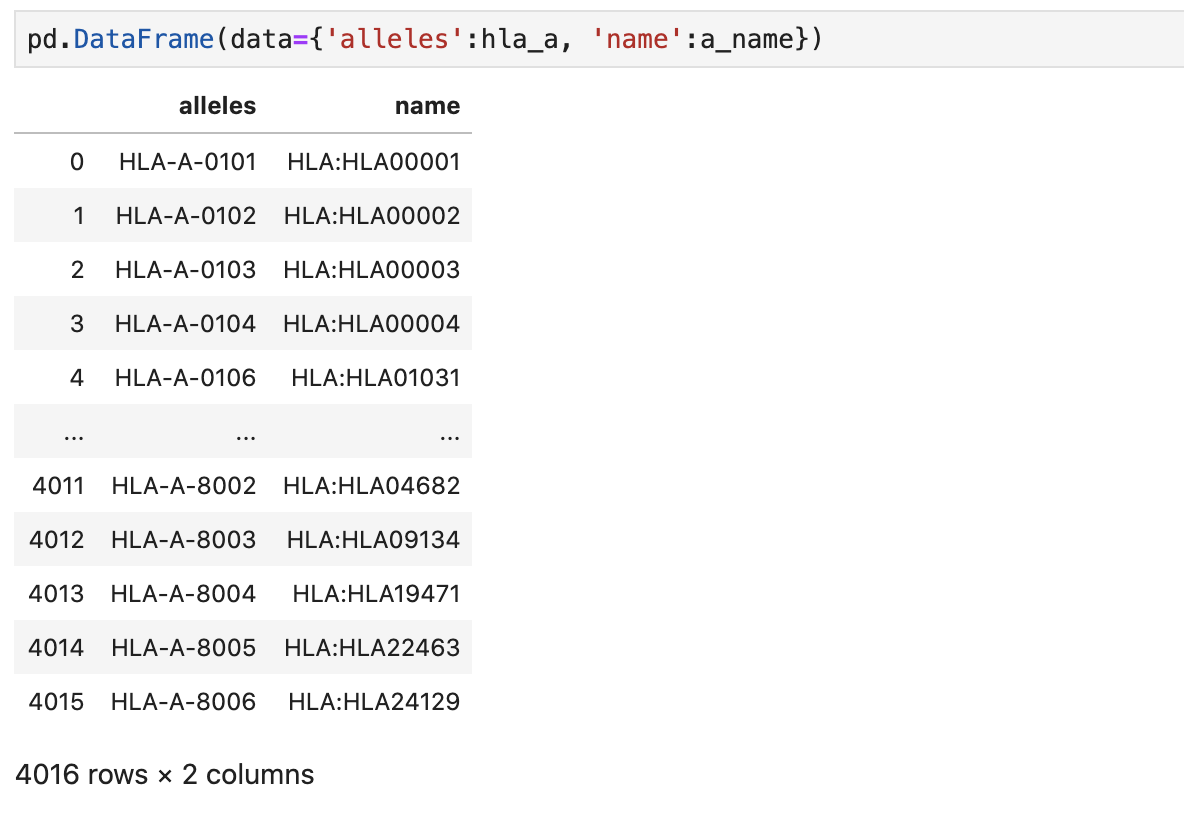 pd.DataFrame(data={'alleles':hla_a, 'name':a_name})
alleles name
0 HLA-A-0101 HLA:HLA00001
1 HLA-A-0102 HLA:HLA00002
2 HLA-A-0103 HLA:HLA00003
3 HLA-A-0104 HLA:HLA00004
4 HLA-A-0106 HLA:HLA01031
... ... ...
4011 HLA-A-8002 HLA:HLA04682
4012 HLA-A-8003 HLA:HLA09134
4013 HLA-A-8004 HLA:HLA19471
4014 HLA-A-8005 HLA:HLA22463
4015 HLA-A-8006 HLA:HLA24129
4016 rows × 2 columns